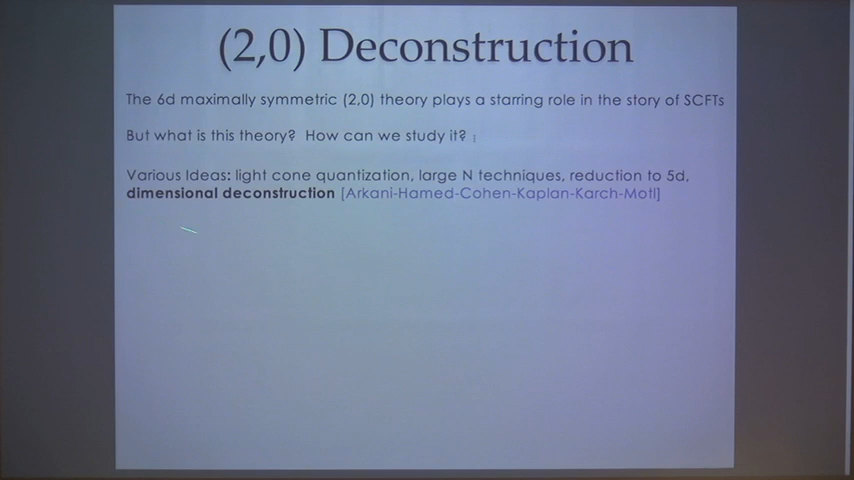 (2,0) Deconstruction
The 6d maximally symmetric (2,0) theory plays a starring role in the story of SCFTs
But what is this theory? How can we study it?
Various Ideas: light cone quantization, large N techniques, reduction to 5d,
dimensional deconstruction [Arkani-Hamed-Cohen-Kaplan-Karch-Motl]